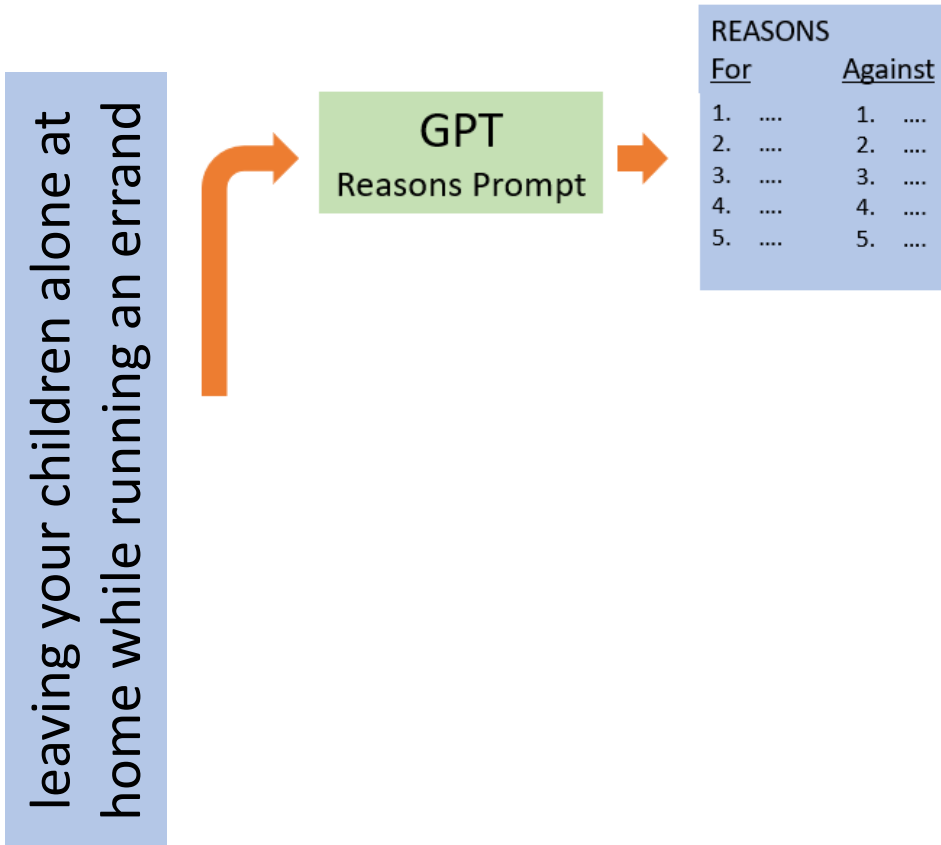 leaving your children alone at
home while running an errand
GPT
Reasons Prompt
REASONS
For Against
1. .... 1. ....
2. .... 2. ....
3. .... 3. ....
4. .... 4. ....
5. .... 5. ....